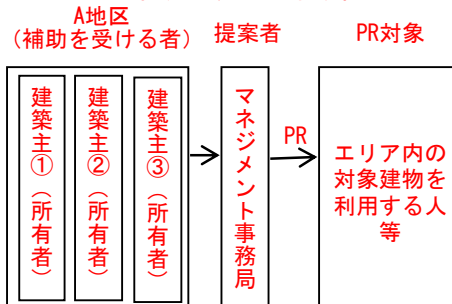 A地区
(補助を受ける者)
提案者
PR対象
建築主①(所有者)
建築主②(所有者)
建築主③(所有者)
マネジメント事務局
PR
エリア内の
対象建物を
利用する人
等